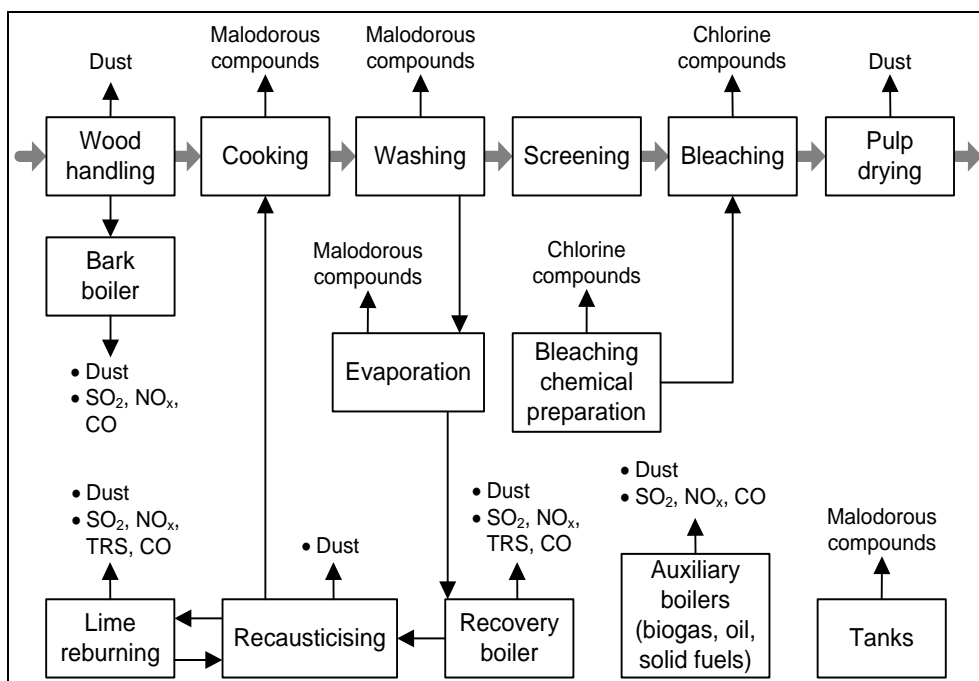 Dust
Malodorous
compounds
Malodorous
compounds
Chlorine
compounds
Dust
Wood
handling
Cooking
Washing
Screening
Bleaching
Pulp
drying
Bark
boiler
Malodorous
compounds
Chlorine
compounds
Evaporation
Bleaching
chemical
preparation
• Dust
• SO₂, NOₓ,
CO
• Dust
• SO₂, NOₓ,
TRS, CO
• Dust
• Dust
• SO₂, NOₓ,
TRS, CO
• Dust
• SO₂, NOₓ, CO
Malodorous
compounds
Lime
reburning
Recausticising
Recovery
boiler
Auxiliary
boilers
(biogas, oil,
solid fuels)
Tanks